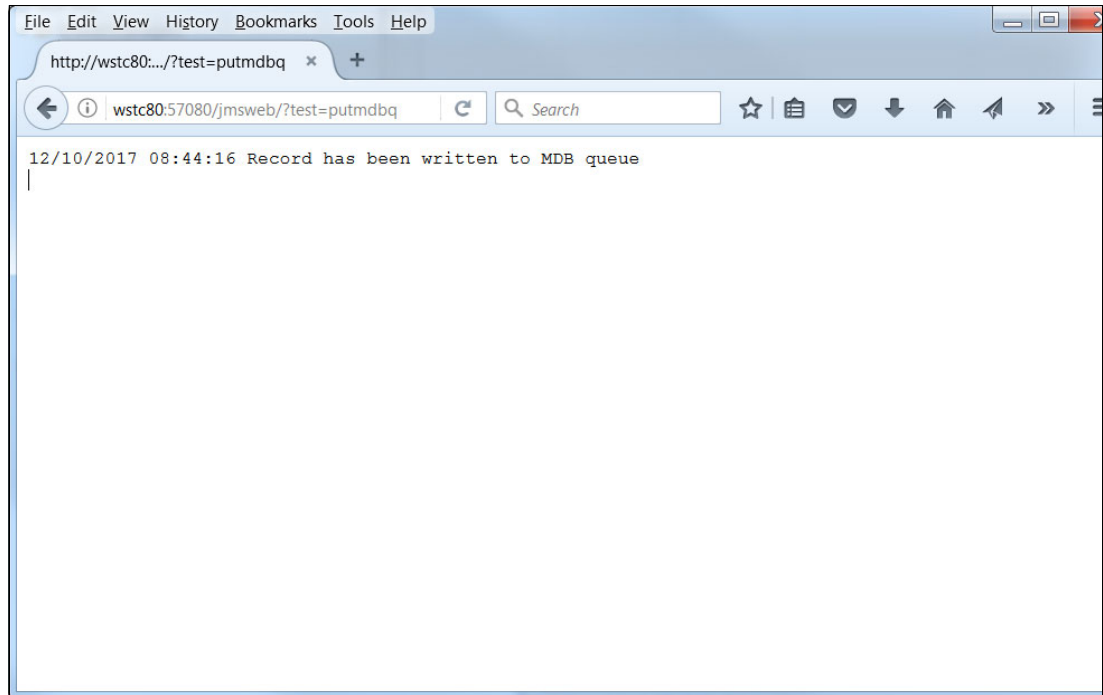 File Edit View History Bookmarks Tools Help
http://wstc80:.../?test=putmdbq × +
wstc80:57080/jmsweb/?test=putmdbq Search
12/10/2017 08:44:16 Record has been written to MDB queue